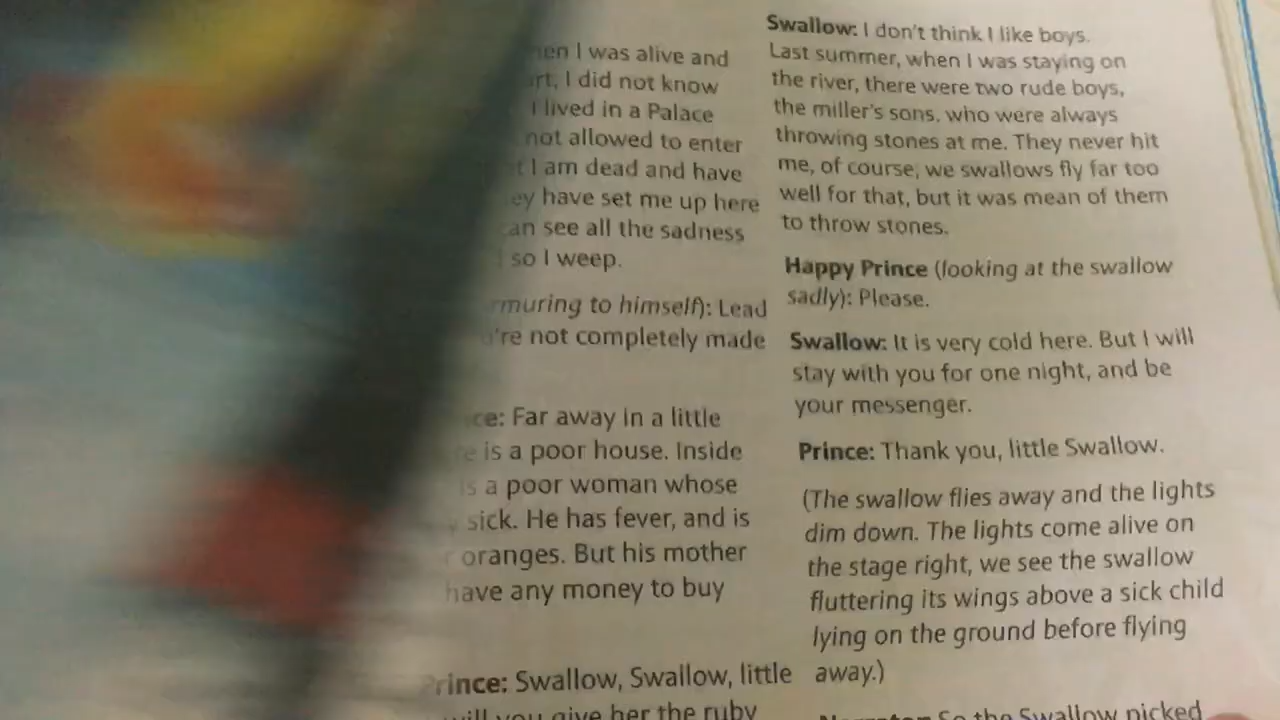 I was alive and
I did not know
I lived in a Palace
not allowed to enter
I am dead and have
have set me up here
see all the sadness
so I weep.
to himself): Lead
not completely made
Far away in a little
is a poor house. Inside
a poor woman whose
sick. He has fever, and is
oranges. But his mother
have any money to buy
Prince: Swallow, Swallow, little
will you give her the ruby
Swallow: I don't think I like boys.
Last summer, when I was staying on
the river, there were two rude boys,
the miller's sons, who were always
throwing stones at me. They never hit
me, of course; we swallows fly far too
well for that, but it was mean of them
to throw stones.
Happy Prince (looking at the swallow
sadly): Please.
Swallow: It is very cold here. But I will
stay with you for one night, and be
your messenger.
Prince: Thank you, little Swallow.
(The swallow flies away and the lights
dim down. The lights come alive on
the stage right, we see the swallow
fluttering its wings above a sick child
lying on the ground before flying
away.)
So the Swallow picked